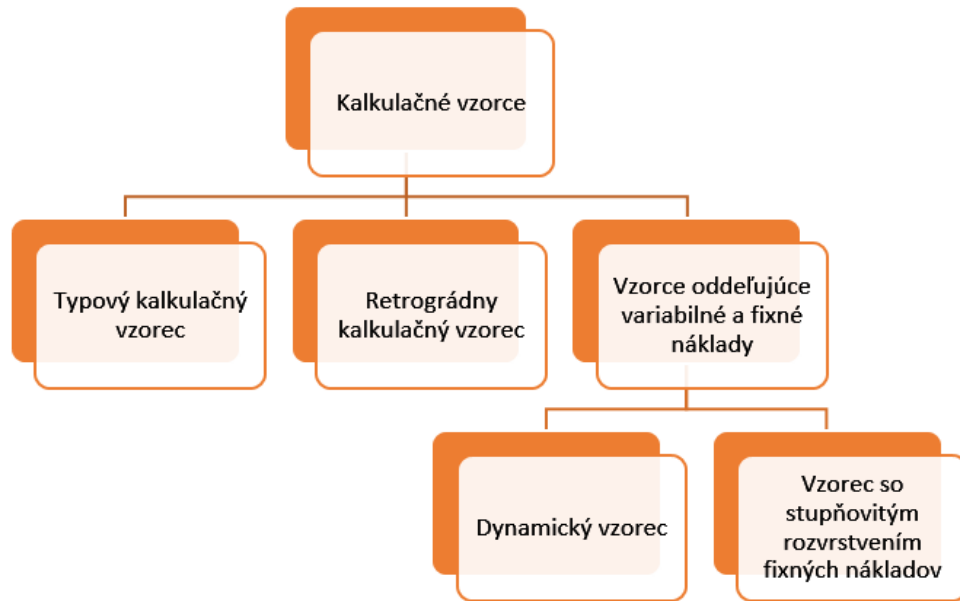 Kalkulačné vzorce
Typový kalkulačný
vzorec
Retrográdny
kalkulačný vzorec
Vzorce oddeľujúce
variabilné a fixné
náklady
Dynamický vzorec
Vzorec so
stupňovitým
rozvrstvením
fixných nákladov